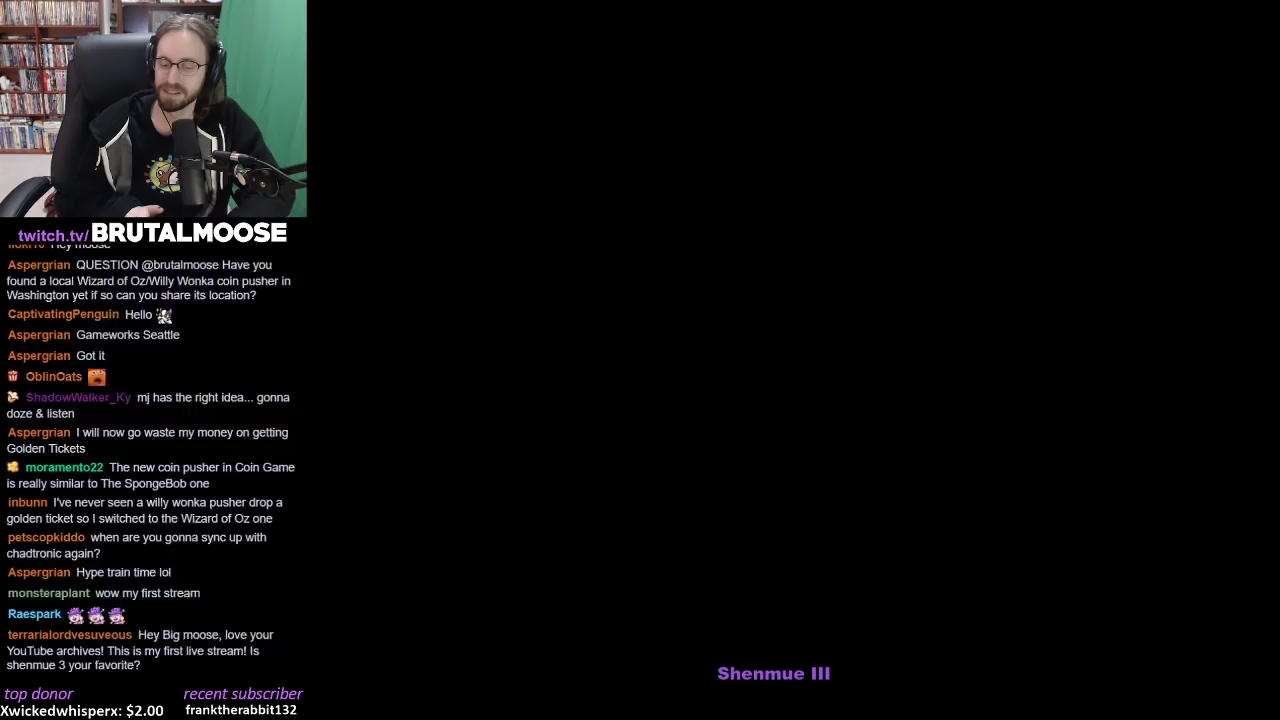 twitch.tv/BRUTALMOOSE
Hey moose
Aspergrian QUESTION @brutalmoose Have you
found a local Wizard of Oz/Willy Wonka coin pusher in
Washington yet if so can you share its location?
CaptivatingPenguin Hello
Aspergrian Gameworks Seattle
Aspergrian Got it
OblinOats
ShadowWalker_Ky mj has the right idea... gonna
doze & listen
Aspergrian I will now go waste my money on getting
Golden Tickets
moramento22 The new coin pusher in Coin Game
is really similar to The SpongeBob one
inbunn I've never seen a willy wonka pusher drop a
golden ticket so I switched to the Wizard of Oz one
petscopkiddo when are you gonna sync up with
chadtronic again?
Aspergrian Hype train time lol
monsteraplant wow my first stream
Raespark
terrarialordvesuveous Hey Big moose, love your
YouTube archives! This is my first live stream! Is
shenmue 3 your favorite?
Shenmue III
top donor recent subscriber
Xwickedwhisperx: $2.00 franktherabbit132